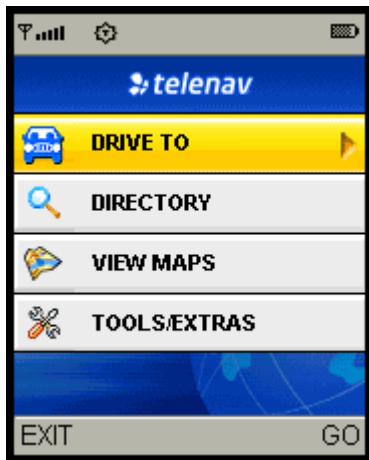 telenav
DRIVE TO
DIRECTORY
VIEW MAPS
TOOLS/EXTRAS
EXIT GO